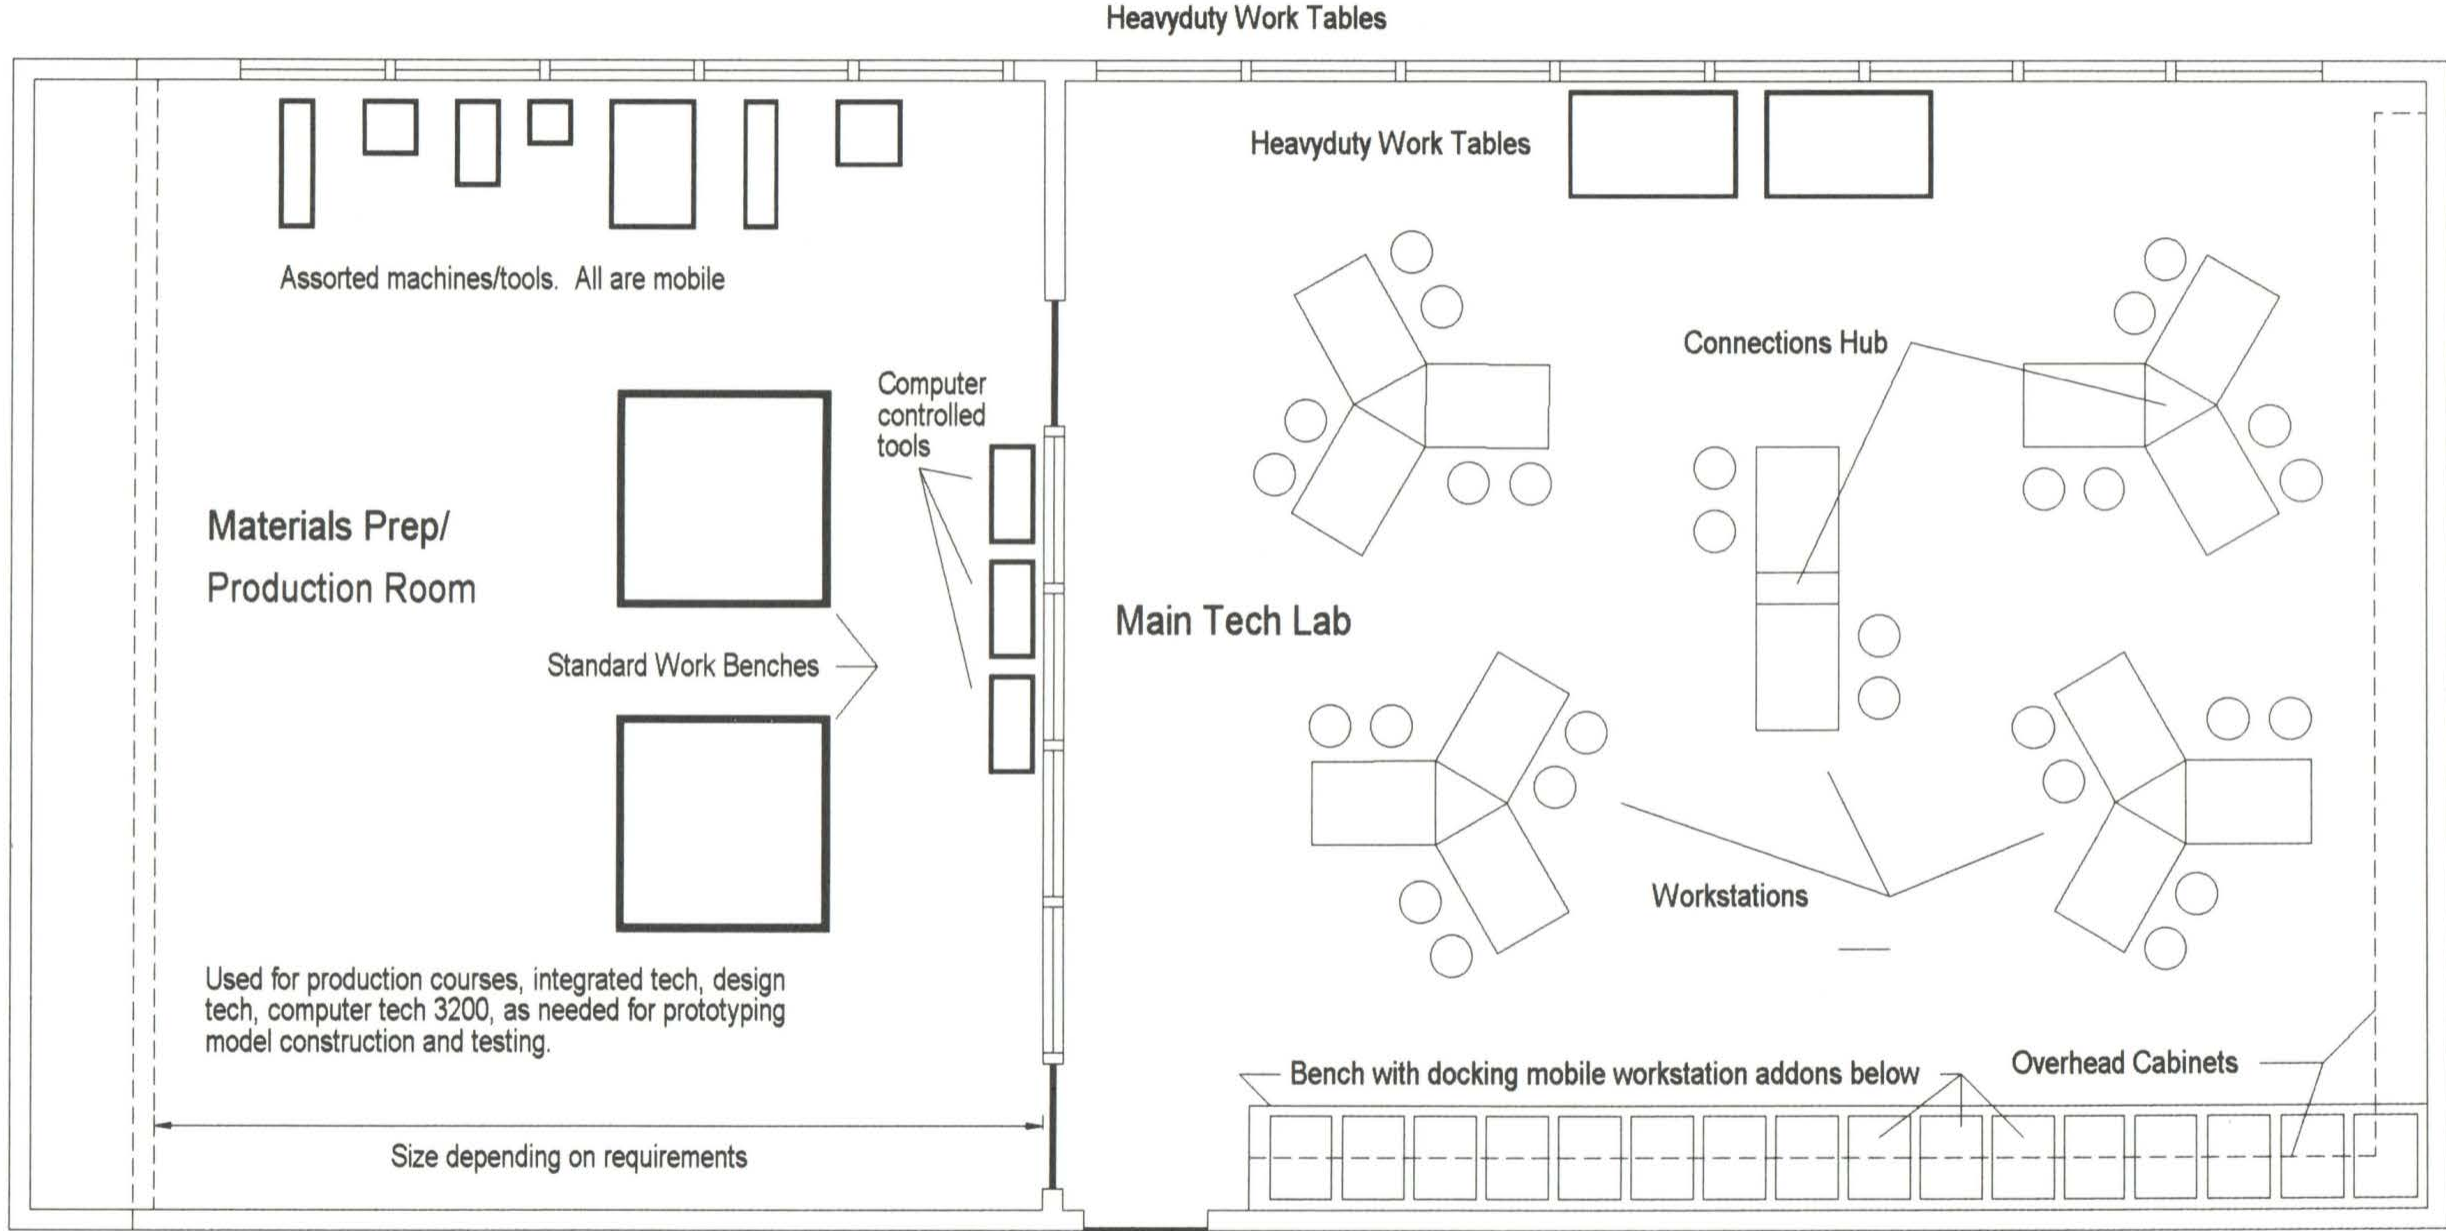 Heavyduty Work Tables
Heavyduty Work Tables
Assorted machines/tools. All are mobile
Connections Hub
Computer
controlled
tools
Materials Prep/
Production Room
Main Tech Lab
Standard Work Benches
Workstations
Used for production courses, integrated tech, design
tech, computer tech 3200, as needed for prototyping
model construction and testing.
Bench with docking mobile workstation addons below
Overhead Cabinets
Size depending on requirements